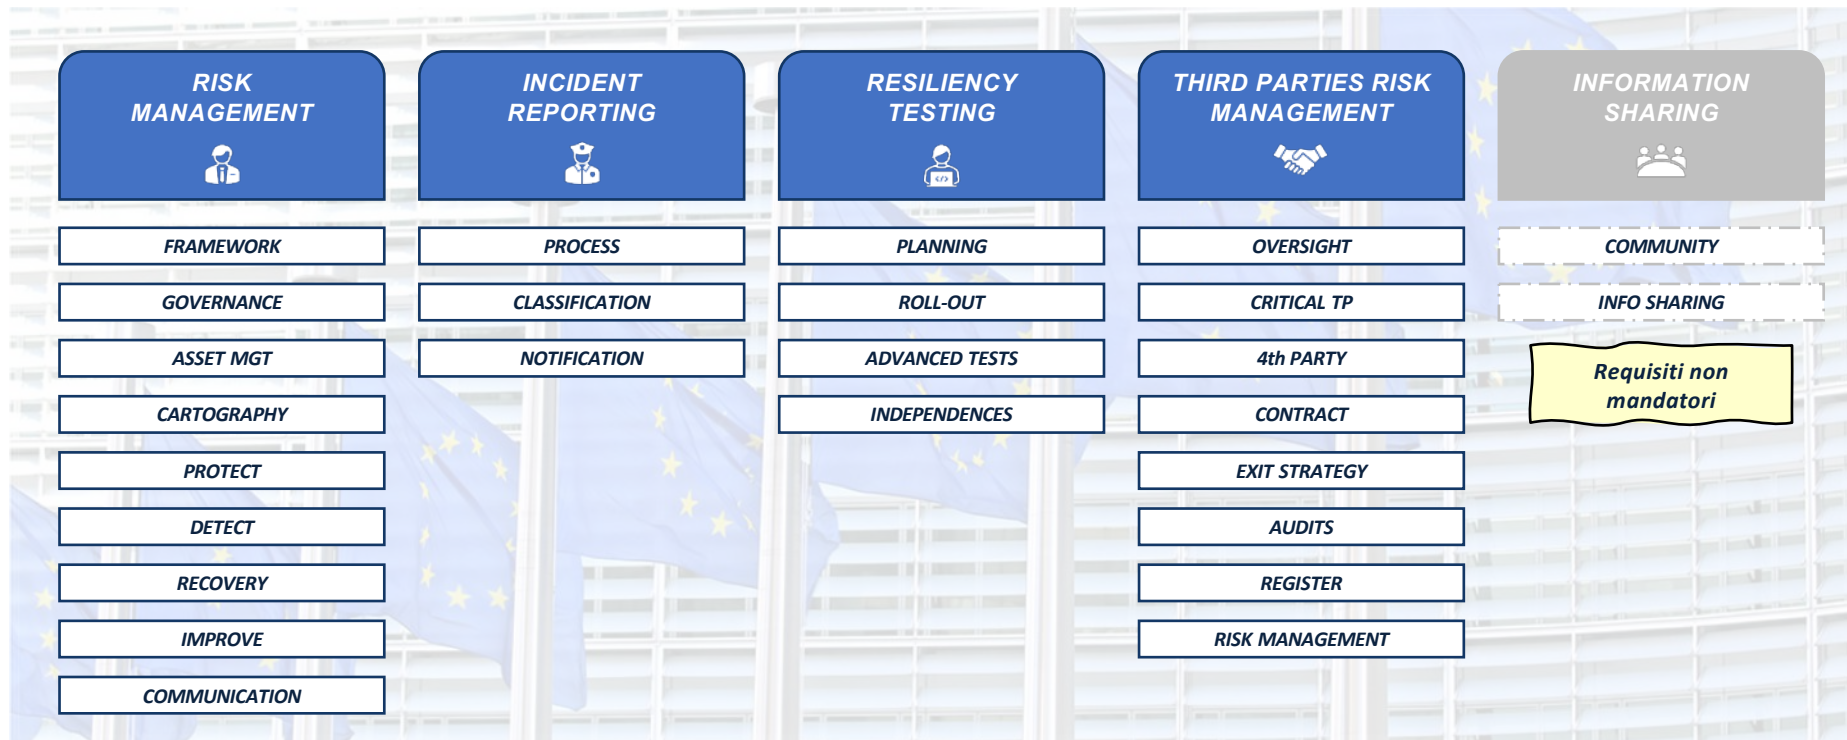 RISK
MANAGEMENT
FRAMEWORK
GOVERNANCE
ASSET MGT
CARTOGRAPHY
PROTECT
DETECT
RECOVERY
IMPROVE
COMMUNICATION
INCIDENT
REPORTING
PROCESS
CLASSIFICATION
NOTIFICATION
RESILIENCY
TESTING
PLANNING
ROLL-OUT
ADVANCED TESTS
INDEPENDENCES
THIRD PARTIES RISK
MANAGEMENT
OVERSIGHT
CRITICAL TP
4th PARTY
CONTRACT
EXIT STRATEGY
AUDITS
REGISTER
RISK MANAGEMENT
INFORMATION
SHARING
COMMUNITY
INFO SHARING
Requisiti non
mandatori